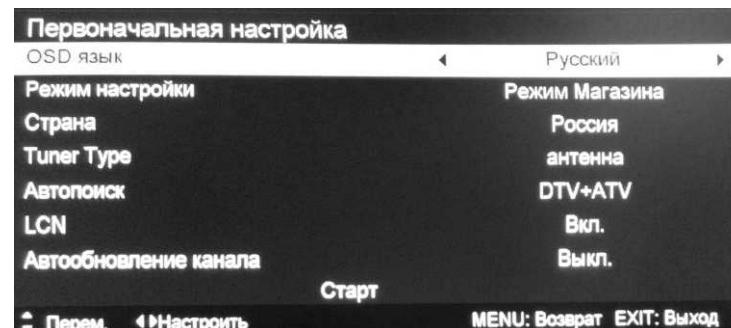 Первоначальная настройка
OSD язык Русский
Режим настройки Режим Магазина
Страна Россия
Tuner Type антенна
Автопоиск DTV+ATV
LCN Вкл.
Автообновление канала Выкл.
Старт
Перем. Настроить MENU: Возврат EXIT: Выход